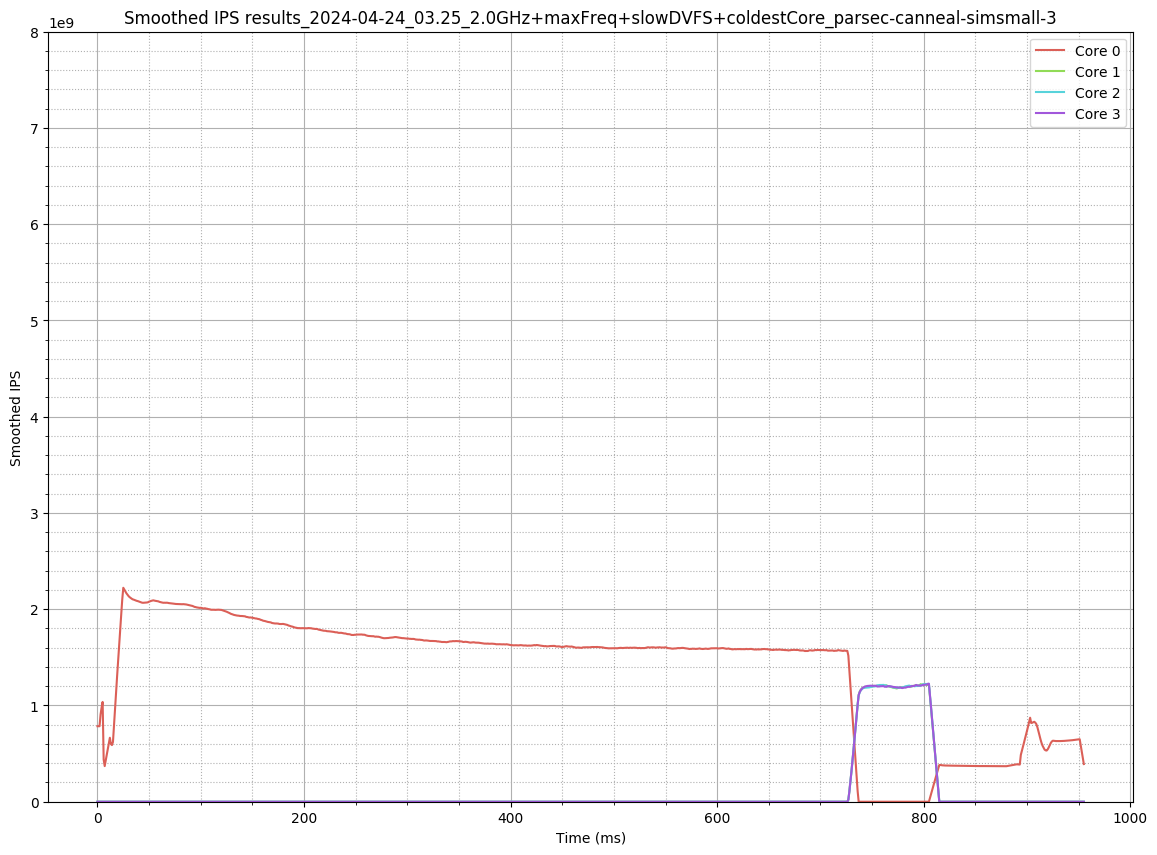 Smoothed IPS results_2024-04-24_03.25_2.0GHz+maxFreq+slowDVFS+coldestCore_parsec-canneal-simsmall-3
1e9
8
7
6
5
4
3
2
1
0
Smoothed IPS
Core 0
Core 1
Core 2
Core 3
0 200 400 600 800 1000
Time (ms)